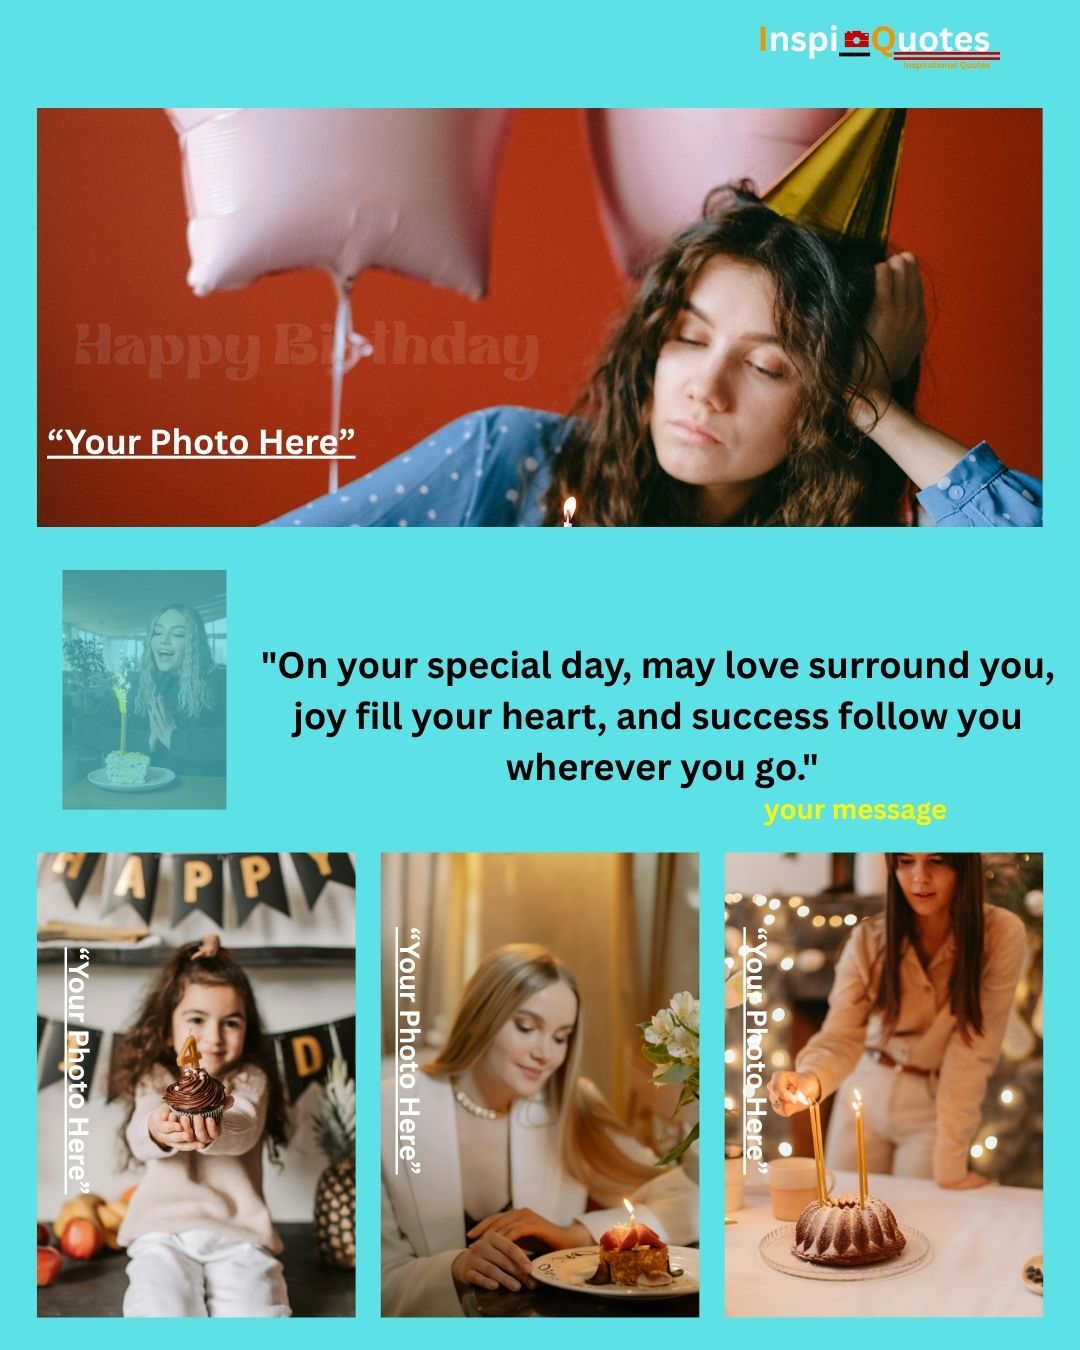 InspiQuotes
Inspirational Quotes
Happy Birthday
“Your Photo Here”
"On your special day, may love surround you,
joy fill your heart, and success follow you
wherever you go."
your message
HAPPY
D
4
“Your Photo Here”
“Your Photo Here”
“Your Photo Here”